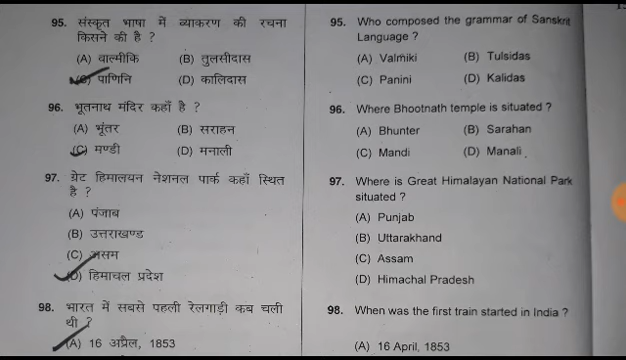 95. संस्कृत भाषा में व्याकरण की रचना
किसने की है ?
(A) वाल्मीकि (B) तुलसीदास
(C) पाणिनि (D) कालिदास
96. भूतनाथ मंदिर कहाँ है ?
(A) भूंतर (B) सराहन
(C) मण्डी (D) मनाली
97. ग्रेट हिमालयन नेशनल पार्क कहाँ स्थित
है ?
(A) पंजाब
(B) उत्तराखण्ड
(C) असम
(D) हिमाचल प्रदेश
98. भारत में सबसे पहली रेलगाड़ी कब चली
थी ?
(A) 16 अप्रैल, 1853
95. Who composed the grammar of Sanskrit
Language ?
(A) Valmiki (B) Tulsidas
(C) Panini (D) Kalidas
96. Where Bhootnath temple is situated ?
(A) Bhunter (B) Sarahan
(C) Mandi (D) Manali
97. Where is Great Himalayan National Park
situated ?
(A) Punjab
(B) Uttarakhand
(C) Assam
(D) Himachal Pradesh
98. When was the first train started in India ?
(A) 16 April, 1853